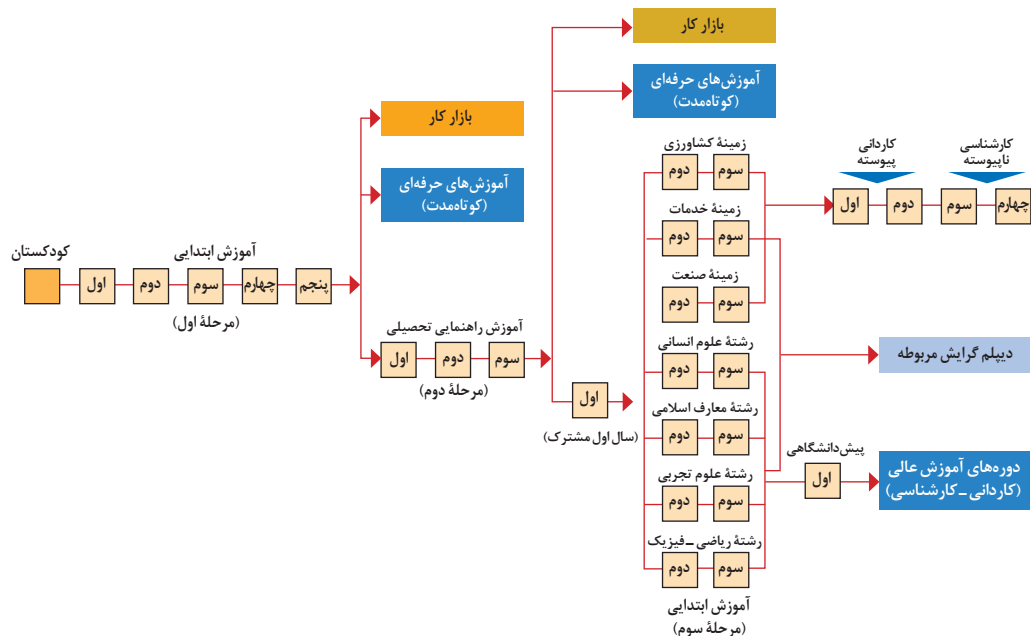 کودکستان
آموزش ابتدایی
اول
دوم
سوم
چهارم
پنجم
(مرحلهٔ اول)
بازار کار
آموزش‌های حرفه‌ای
(کوتاه‌مدت)
آموزش راهنمایی تحصیلی
اول
دوم
سوم
(مرحلهٔ دوم)
بازار کار
آموزش‌های حرفه‌ای
(کوتاه‌مدت)
اول
(سال اول مشترک)
زمینهٔ کشاورزی
دوم
سوم
زمینهٔ خدمات
دوم
سوم
زمینهٔ صنعت
دوم
سوم
رشتهٔ علوم انسانی
دوم
سوم
رشتهٔ معارف اسلامی
دوم
سوم
رشتهٔ علوم تجربی
دوم
سوم
رشتهٔ ریاضی ـ فیزیک
دوم
سوم
آموزش ابتدایی
(مرحلهٔ سوم)
کاردانی
پیوسته
کارشناسی
ناپیوسته
اول
دوم
سوم
چهارم
دیپلم گرایش مربوطه
پیش‌دانشگاهی
اول
دوره‌های آموزش عالی
(کاردانی ـ کارشناسی)